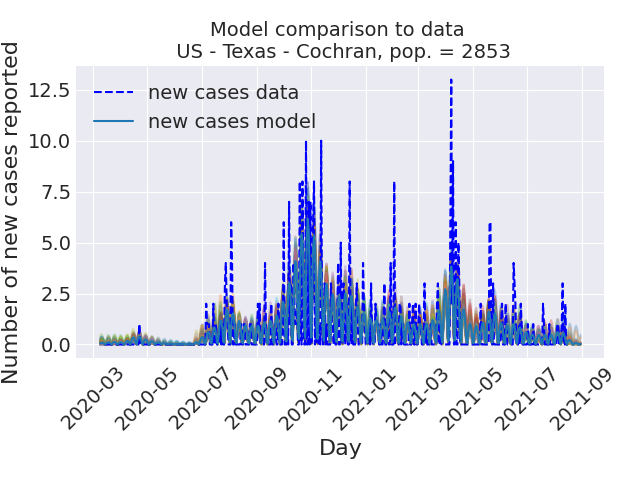 Model comparison to data
US - Texas - Cochran, pop. = 2853
Number of new cases reported
12.5
10.0
7.5
5.0
2.5
0.0
new cases data
new cases model
2020-03
2020-05
2020-07
2020-09
2020-11
2021-01
2021-03
2021-05
2021-07
2021-09
Day